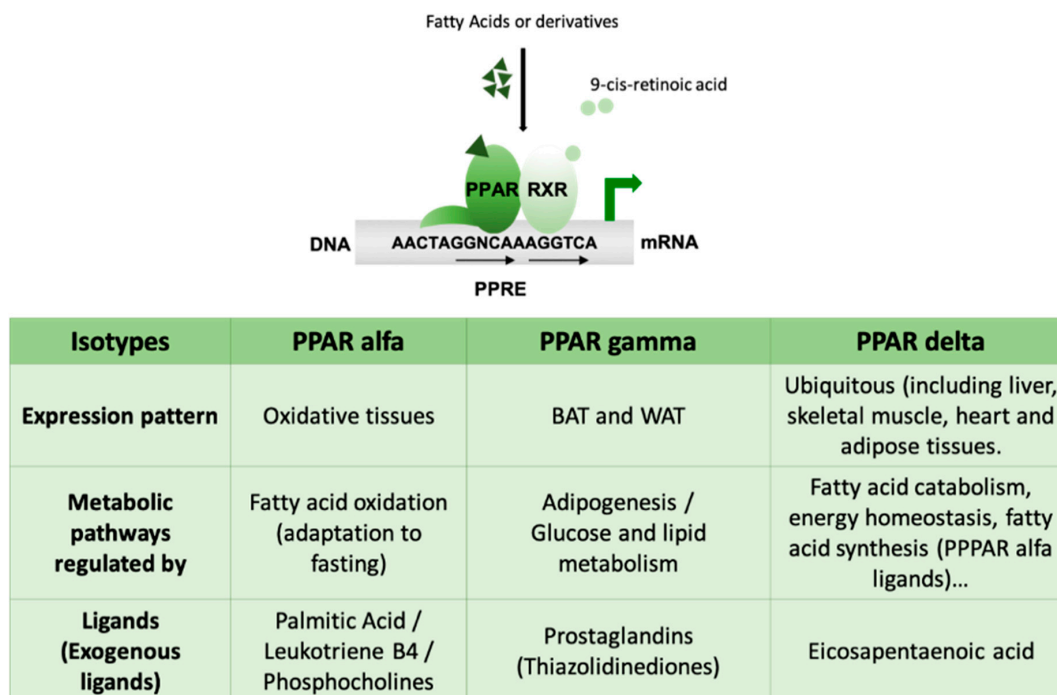 Fatty Acids or derivatives
9-cis-retinoic acid
PPAR RXR
DNA AACTAGGNCAAAGGTCA mRNA
PPRE
Isotypes PPAR alfa PPAR gamma PPAR delta
Expression pattern
Oxidative tissues
BAT and WAT
Ubiquitous (including liver,
skeletal muscle, heart and
adipose tissues.
Metabolic
pathways
regulated by
Fatty acid oxidation
(adaptation to
fasting)
Adipogenesis /
Glucose and lipid
metabolism
Fatty acid catabolism,
energy homeostasis, fatty
acid synthesis (PPPAR alfa
ligands)...
Ligands
(Exogenous
ligands)
Palmitic Acid /
Leukotriene B4 /
Phosphocholines
Prostaglandins
(Thiazolidinediones)
Eicosapentaenoic acid